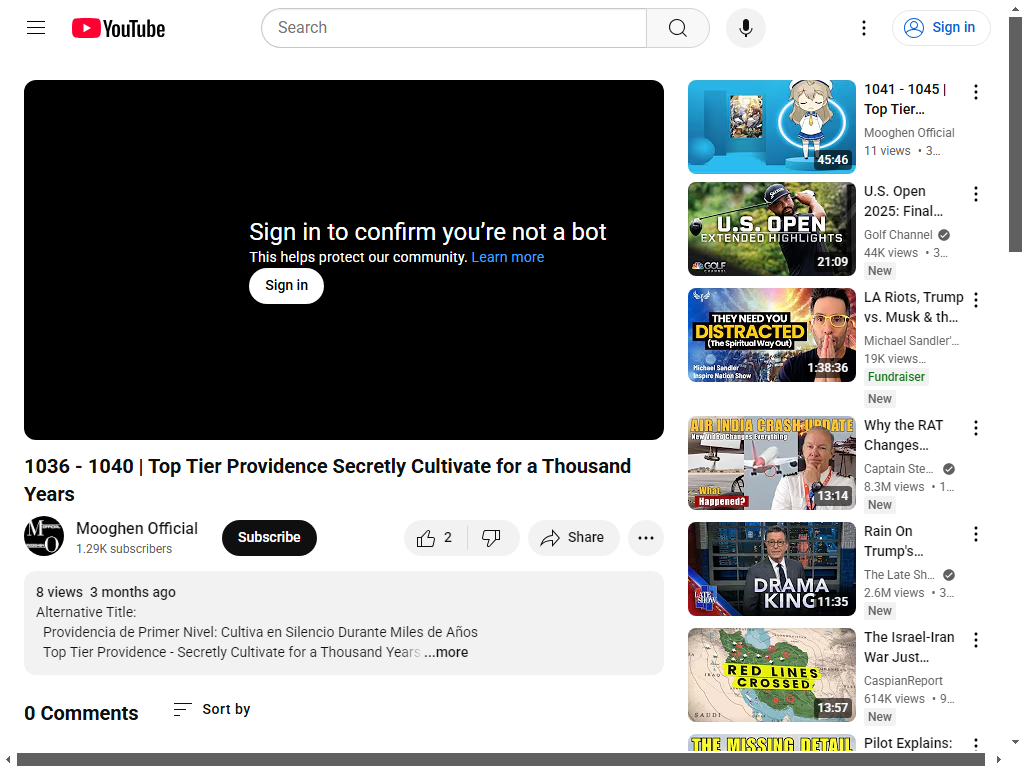 YouTube
Search
Sign in
Sign in to confirm you’re not a bot
This helps protect our community. Learn more
Sign in
1036 - 1040 | Top Tier Providence Secretly Cultivate for a Thousand
Years
Mooghen Official
1.29K subscribers
Subscribe
2
Share
8 views 3 months ago
Alternative Title:
Providencia de Primer Nivel: Cultiva en Silencio Durante Miles de Años
Top Tier Providence - Secretly Cultivate for a Thousand Years ...more
0 Comments
Sort by
45:46
1041 - 1045 |
Top Tier...
Mooghen Official
11 views • 3...
U.S. OPEN
EXTENDED HIGHLIGHTS
GOLF
21:09
U.S. Open
2025: Final...
Golf Channel
44K views • 3...
New
THEY NEED YOU
DISTRACTED
(The Spiritual Way Out)
Michael Sandler
Inspire Nation Show
1:38:36
LA Riots, Trump
vs. Musk & th...
Michael Sandler'...
19K views...
Fundraiser
New
AIR INDIA CRASH UPDATE
New Video Changes Everything
What
Happened?
13:14
Why the RAT
Changes...
Captain Ste...
8.3M views • 1...
New
LATE SHOW
DRAMA
KING
11:35
Rain On
Trump's...
The Late Sh...
2.6M views • 3...
New
IRAQ
RED LINES
CROSSED
SAUDI
13:57
The Israel-Iran
War Just...
CaspianReport
614K views • 9...
New
THE MISSING DETAIL
Pilot Explains: